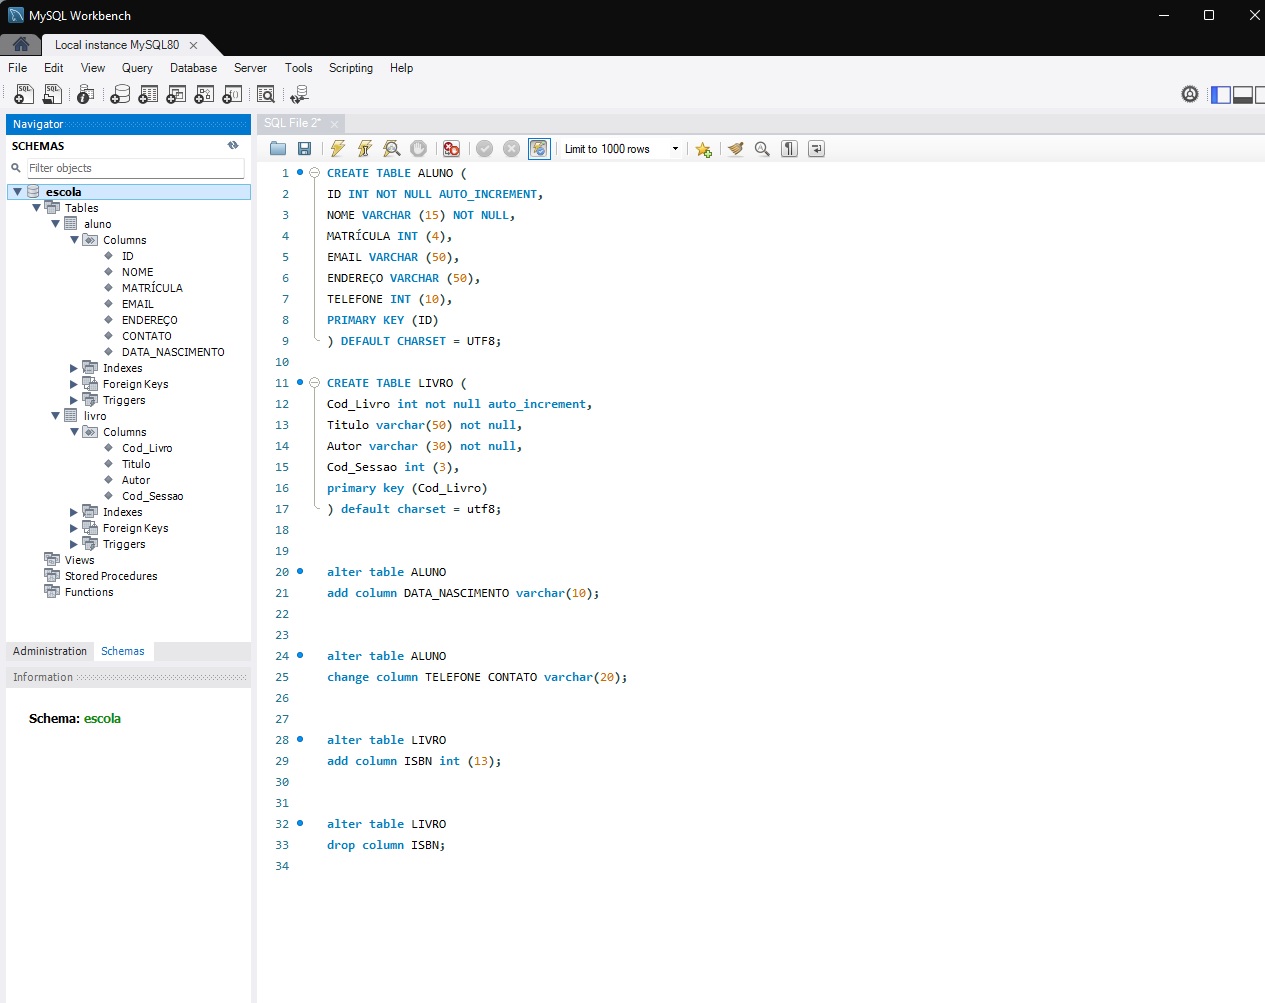 MySQL Workbench
Local instance MySQL80
File Edit View Query Database Server Tools Scripting Help
Navigator
SCHEMAS
Filter objects
escola
Tables
aluno
Columns
ID
NOME
MATRÍCULA
EMAIL
ENDEREÇO
CONTATO
DATA_NASCIMENTO
Indexes
Foreign Keys
Triggers
livro
Columns
Cod_Livro
Titulo
Autor
Cod_Sessao
Indexes
Foreign Keys
Triggers
Views
Stored Procedures
Functions
Administration Schemas
Information
Schema: escola
SQL File 2*
Limit to 1000 rows
1 CREATE TABLE ALUNO (
2 ID INT NOT NULL AUTO_INCREMENT,
3 NOME VARCHAR (15) NOT NULL,
4 MATRÍCULA INT (4),
5 EMAIL VARCHAR (50),
6 ENDEREÇO VARCHAR (50),
7 TELEFONE INT (10),
8 PRIMARY KEY (ID)
9 ) DEFAULT CHARSET = UTF8;
10
11 CREATE TABLE LIVRO (
12 Cod_Livro int not null auto_increment,
13 Titulo varchar(50) not null,
14 Autor varchar (30) not null,
15 Cod_Sessao int (3),
16 primary key (Cod_Livro)
17 ) default charset = utf8;
18
19
20 alter table ALUNO
21 add column DATA_NASCIMENTO varchar(10);
22
23
24 alter table ALUNO
25 change column TELEFONE CONTATO varchar(20);
26
27
28 alter table LIVRO
29 add column ISBN int (13);
30
31
32 alter table LIVRO
33 drop column ISBN;
34